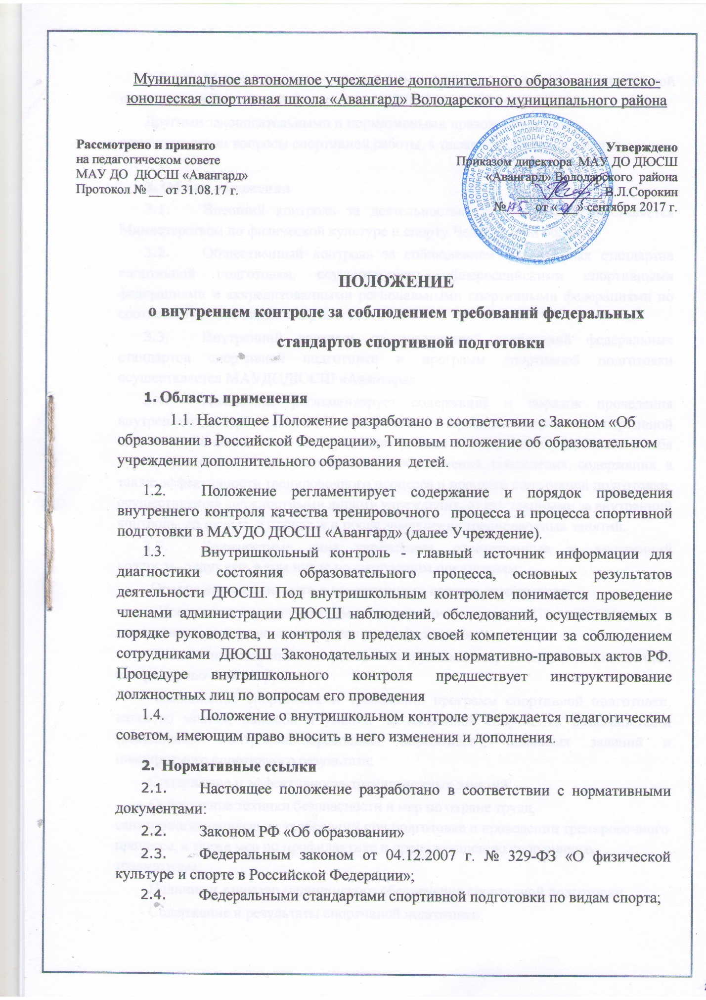 Муниципальное автономное учреждение дополнительного образования детско-
юношеская спортивная школа «Авангард» Володарского муниципального района
Рассмотрено и принято
на педагогическом совете
МАУ ДО ДЮСШ «Авангард»
Протокол № __ от 31.08.17 г.
Утверждено
Приказом директора МАУ ДО ДЮСШ
«Авангард» Володарского района
В.Л.Сорокин
№ от « » сентября 2017 г.
ПОЛОЖЕНИЕ
о внутреннем контроле за соблюдением требований федеральных
стандартов спортивной подготовки
1. Область применения
1.1. Настоящее Положение разработано в соответствии с Законом «Об
образовании в Российской Федерации», Типовым положение об образовательном
учреждении дополнительного образования детей.
1.2. Положение регламентирует содержание и порядок проведения
внутреннего контроля качества тренировочного процесса и процесса спортивной
подготовки в МАУДО ДЮСШ «Авангард» (далее Учреждение).
1.3. Внутришкольный контроль - главный источник информации для
диагностики состояния образовательного процесса, основных результатов
деятельности ДЮСШ. Под внутришкольным контролем понимается проведение
членами администрации ДЮСШ наблюдений, обследований, осуществляемых в
порядке руководства, и контроля в пределах своей компетенции за соблюдением
сотрудниками ДЮСШ Законодательных и иных нормативно-правовых актов РФ.
Процедуре внутришкольного контроля предшествует инструктирование
должностных лиц по вопросам его проведения
1.4. Положение о внутришкольном контроле утверждается педагогическим
советом, имеющим право вносить в него изменения и дополнения.
2. Нормативные ссылки
2.1. Настоящее положение разработано в соответствии с нормативными
документами:
2.2. Законом РФ «Об образовании»
2.3. Федеральным законом от 04.12.2007 г. № 329-ФЗ «О физической
культуре и спорте в Российской Федерации»;
2.4. Федеральными стандартами спортивной подготовки по видам спорта;